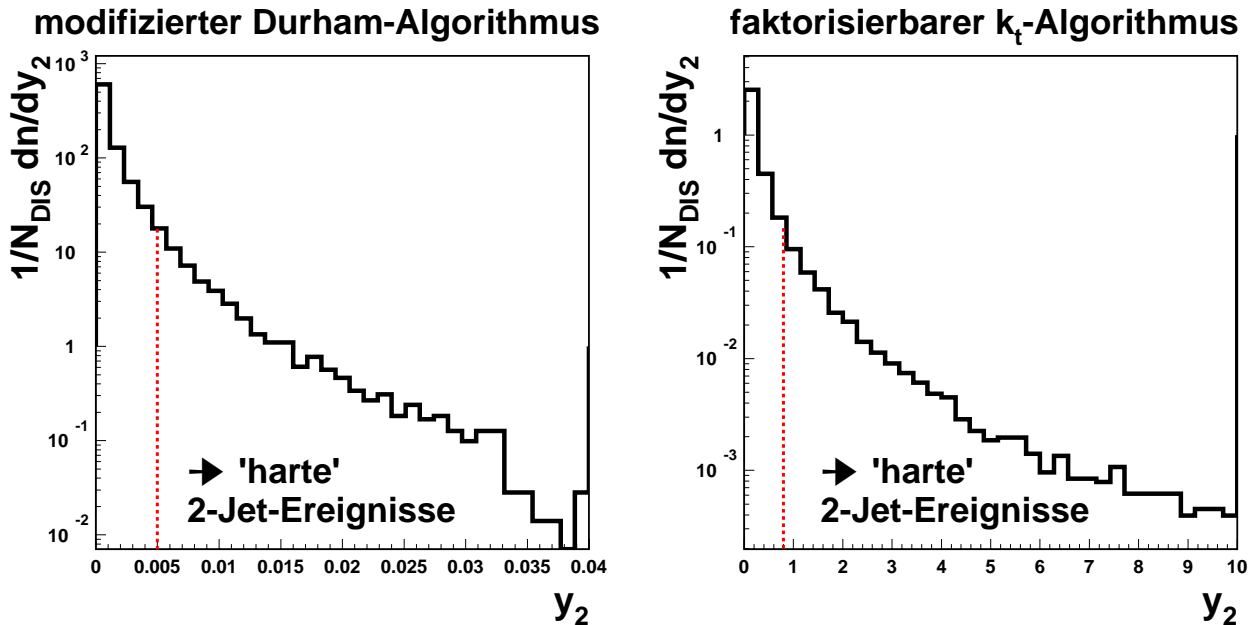 modifizierter Durham-Algorithmus
1/N_DIS dn/dy_2
10^3
10^2
10
1
10^-1
10^-2
'harte'
2-Jet-Ereignisse
0 0.005 0.01 0.015 0.02 0.025 0.03 0.035 0.04
y_2
faktorisierbarer k_t-Algorithmus
1/N_DIS dn/dy_2
1
10^-1
10^-2
10^-3
'harte'
2-Jet-Ereignisse
0 1 2 3 4 5 6 7 8 9 10
y_2